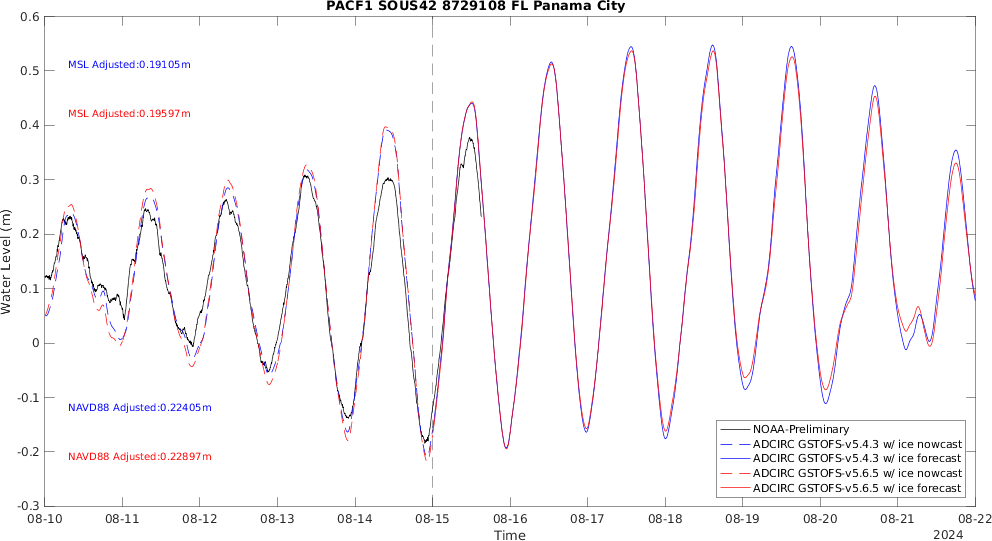 PACF1 SOUS42 8729108 FL Panama City
0.6
0.5
0.4
0.3
0.2
0.1
0
-0.1
-0.2
-0.3
Water Level (m)
MSL Adjusted:0.19105m
MSL Adjusted:0.19597m
NAVD88 Adjusted:0.22405m
NAVD88 Adjusted:0.22897m
NOAA-Preliminary
ADCIRC GSTOFS-v5.4.3 w/ ice nowcast
ADCIRC GSTOFS-v5.4.3 w/ ice forecast
ADCIRC GSTOFS-v5.6.5 w/ ice nowcast
ADCIRC GSTOFS-v5.6.5 w/ ice forecast
08-10 08-11 08-12 08-13 08-14 08-15 08-16 08-17 08-18 08-19 08-20 08-21 08-22
Time
2024